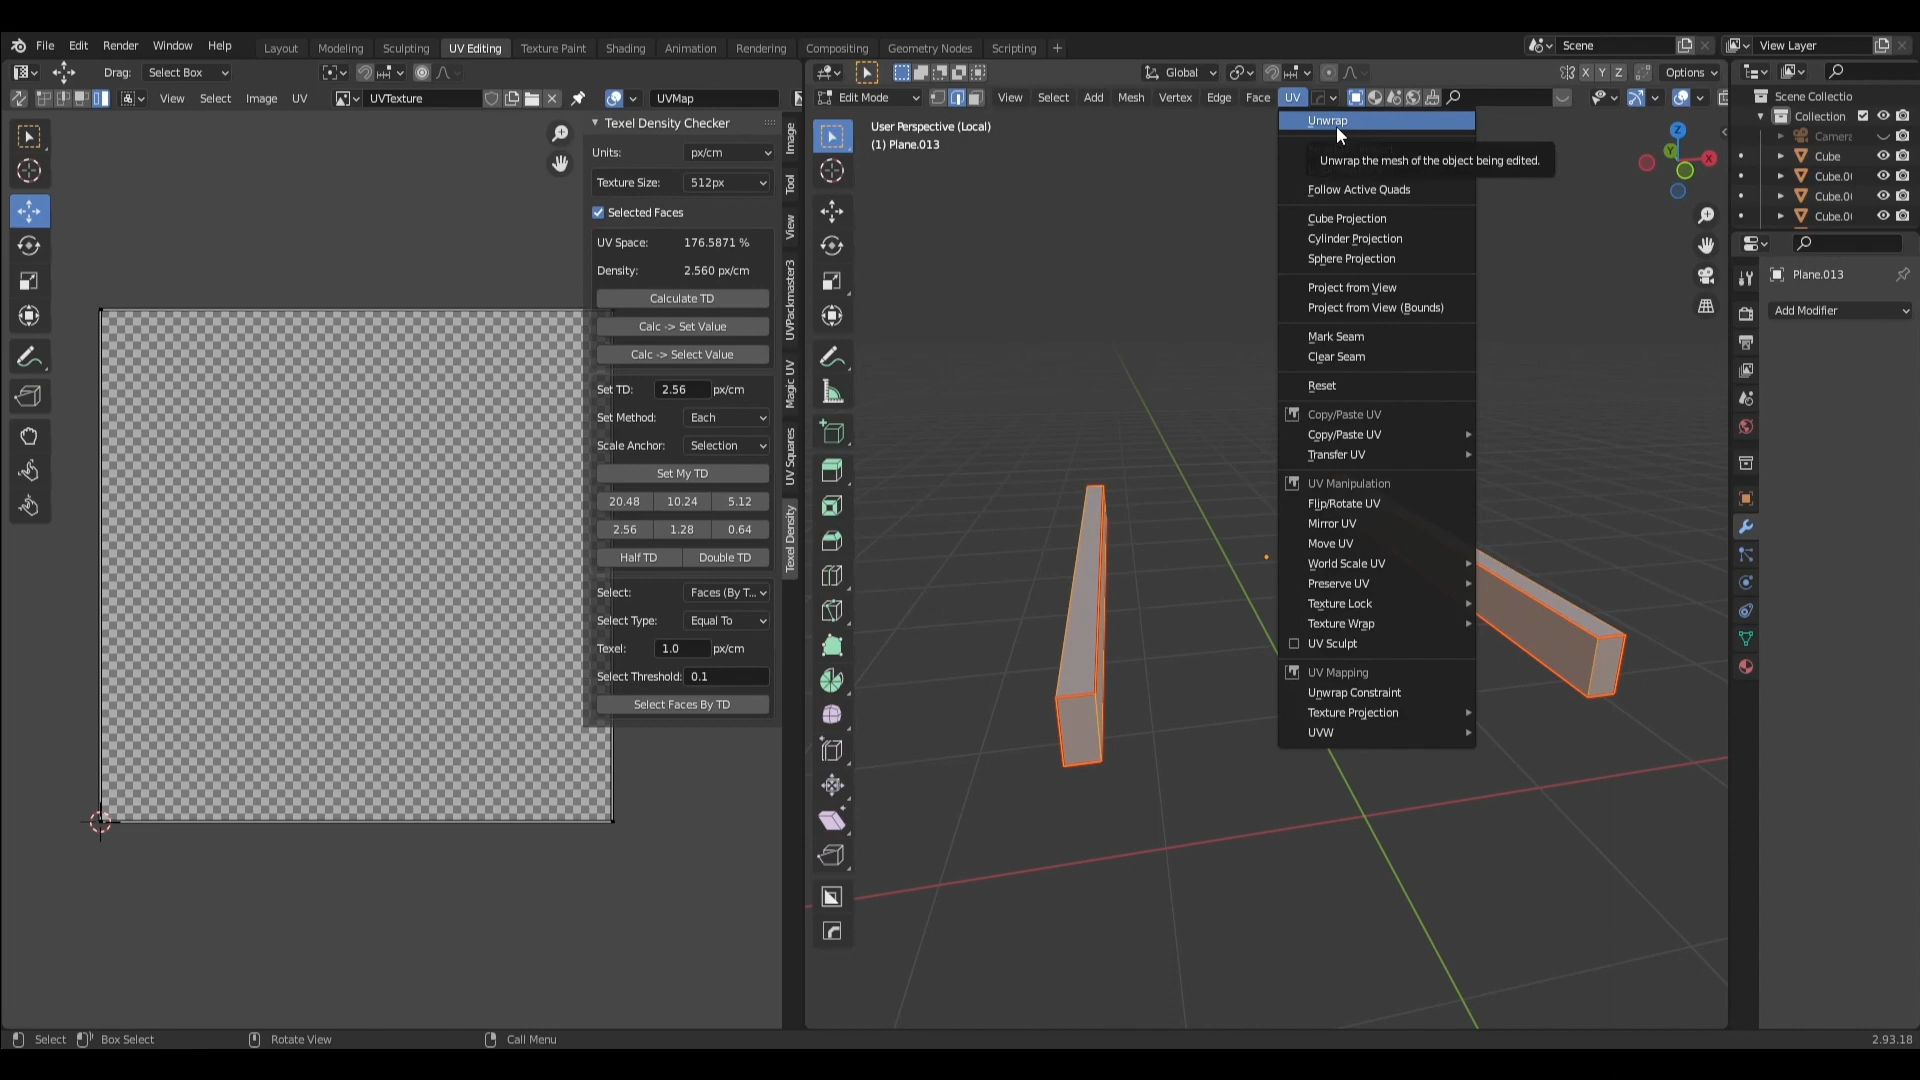 File Edit Render Window Help
Layout Modeling Sculpting UV Editing Texture Paint Shading Animation Rendering Compositing Geometry Nodes Scripting +
Scene
View Layer
Drag: Select Box
Global
X Y Z
Options
View Select Image UV
UVTexture
UVMap
Edit Mode
View Select Add Mesh Vertex Edge Face UV
Texel Density Checker
Units: px/cm
Texture Size: 512px
Selected Faces
UV Space: 176.5871 %
Density: 2.560 px/cm
Calculate TD
Calc -> Set Value
Calc -> Select Value
Set TD: 2.56 px/cm
Set Method: Each
Scale Anchor: Selection
Set My TD
20.48 10.24 5.12
2.56 1.28 0.64
Half TD Double TD
Select: Faces (By T...
Select Type: Equal To
Texel: 1.0 px/cm
Select Threshold: 0.1
Select Faces By TD
Image
Tool
View
UVPackmaster3
Magic UV
UV Squares
Texel Density
User Perspective (Local)
(1) Plane.013
Unwrap
Unwrap the mesh of the object being edited.
Follow Active Quads
Cube Projection
Cylinder Projection
Sphere Projection
Project from View
Project from View (Bounds)
Mark Seam
Clear Seam
Reset
Copy/Paste UV
Copy/Paste UV
Transfer UV
UV Manipulation
Flip/Rotate UV
Mirror UV
Move UV
World Scale UV
Preserve UV
Texture Lock
Texture Wrap
UV Sculpt
UV Mapping
Unwrap Constraint
Texture Projection
UVW
Z
Y
X
Scene Collectio
Collection
Camera
Cube
Cube.0
Cube.0
Cube.0
Plane.013
Add Modifier
Select Box Select Rotate View Call Menu
2.93.18